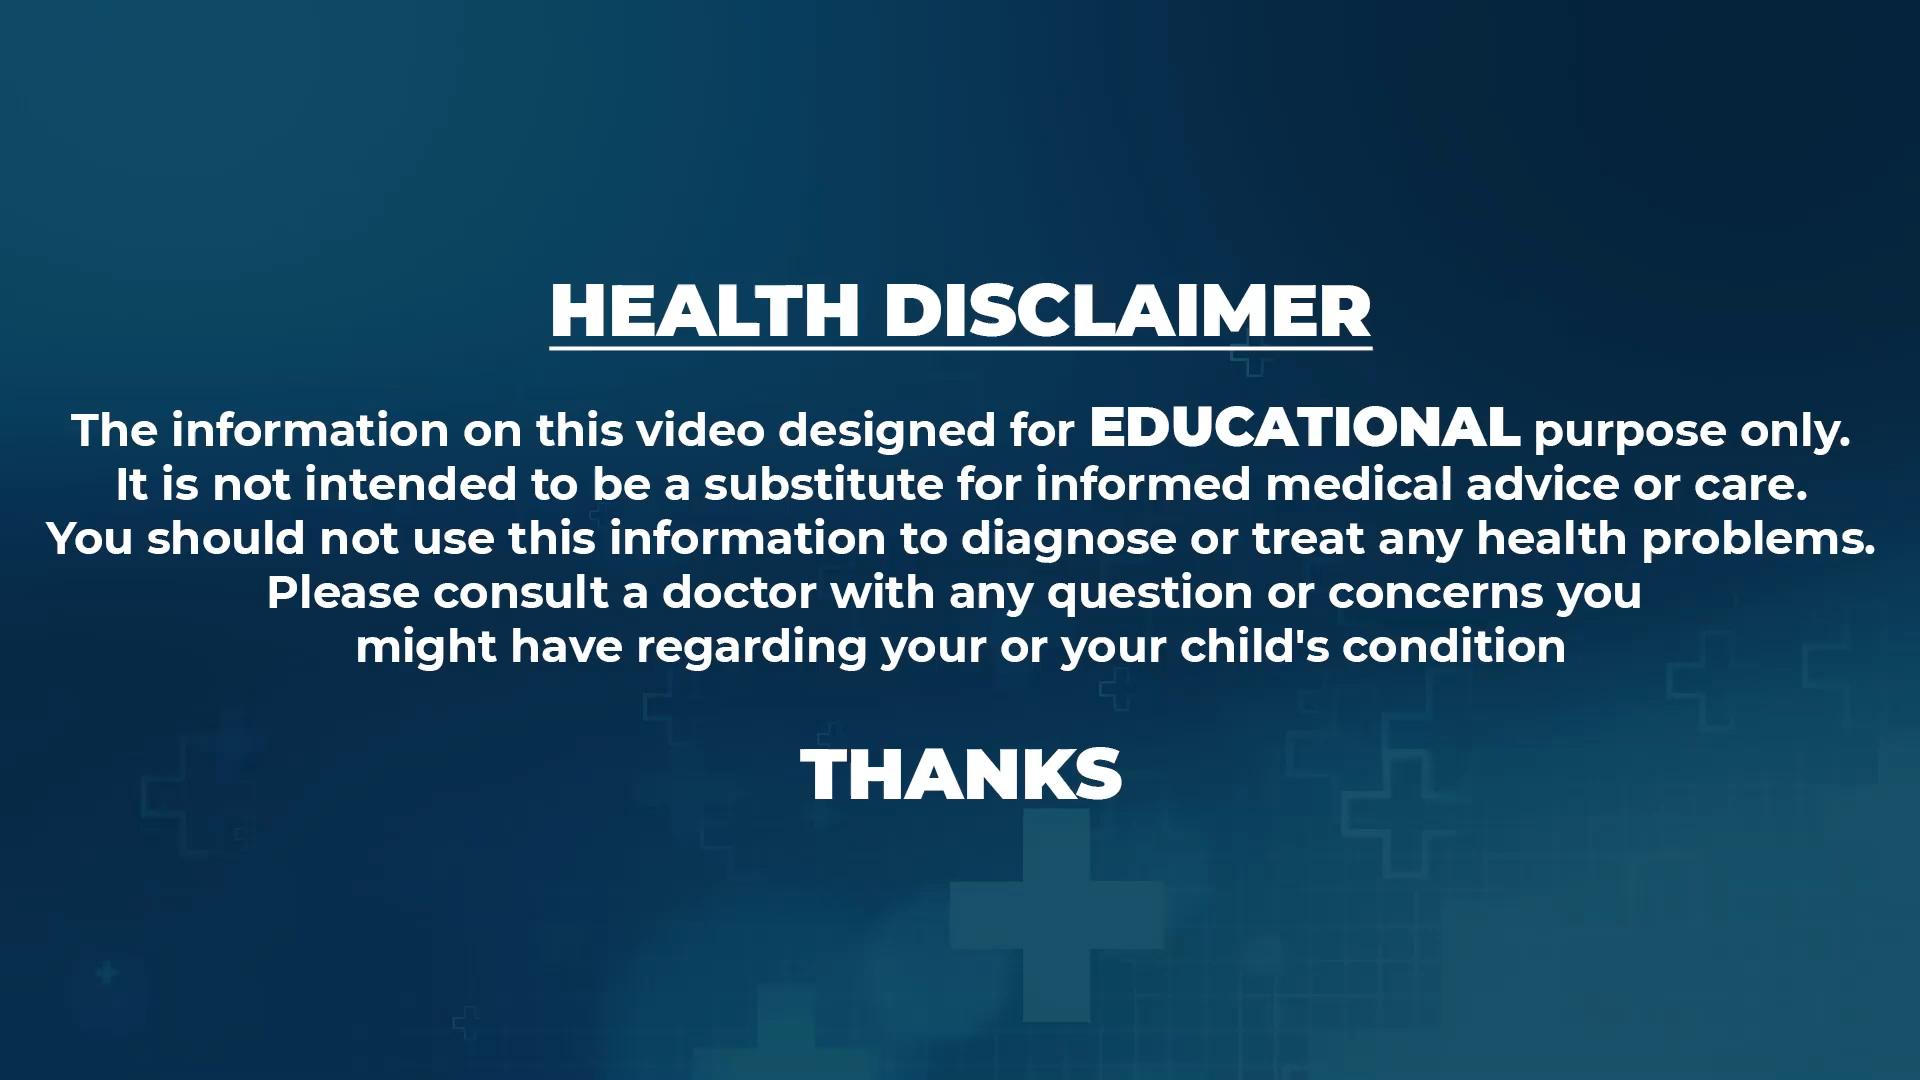 HEALTH DISCLAIMER
The information on this video designed for EDUCATIONAL purpose only.
It is not intended to be a substitute for informed medical advice or care.
You should not use this information to diagnose or treat any health problems.
Please consult a doctor with any question or concerns you
might have regarding your or your child's condition
THANKS